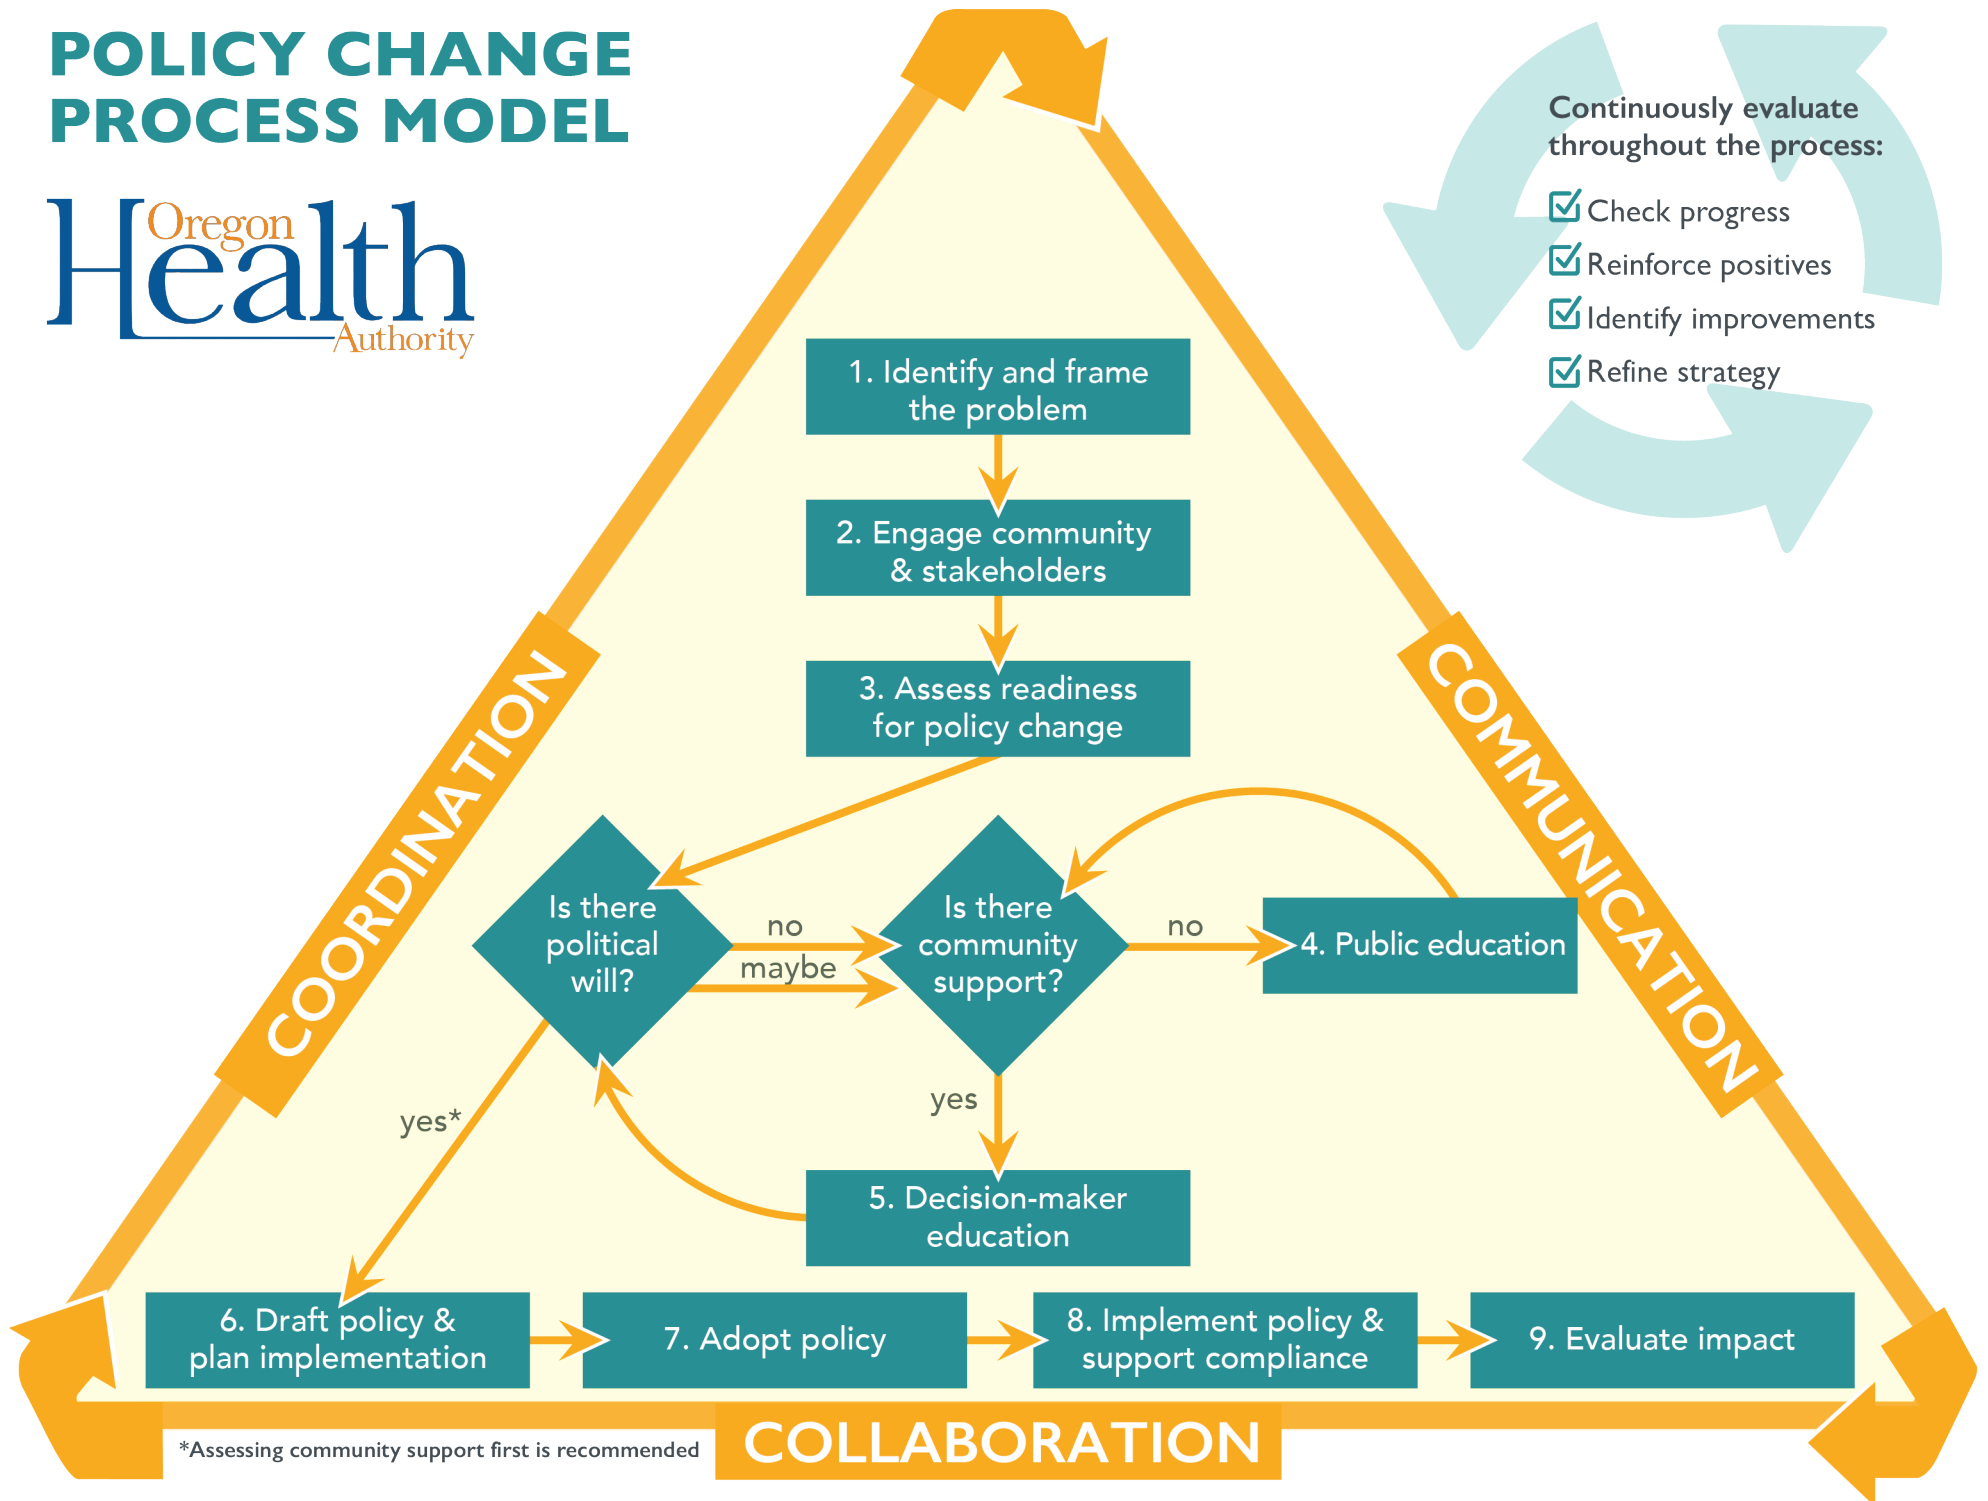 POLICY CHANGE
PROCESS MODEL
Oregon
Health
Authority
Continuously evaluate
throughout the process:
Check progress
Reinforce positives
Identify improvements
Refine strategy
1. Identify and frame
the problem
2. Engage community
& stakeholders
3. Assess readiness
for policy change
COORDINATION
COMMUNICATION
Is there
political
will?
no
maybe
Is there
community
support?
no
4. Public education
yes*
yes
5. Decision-maker
education
6. Draft policy &
plan implementation
7. Adopt policy
8. Implement policy &
support compliance
9. Evaluate impact
*Assessing community support first is recommended
COLLABORATION